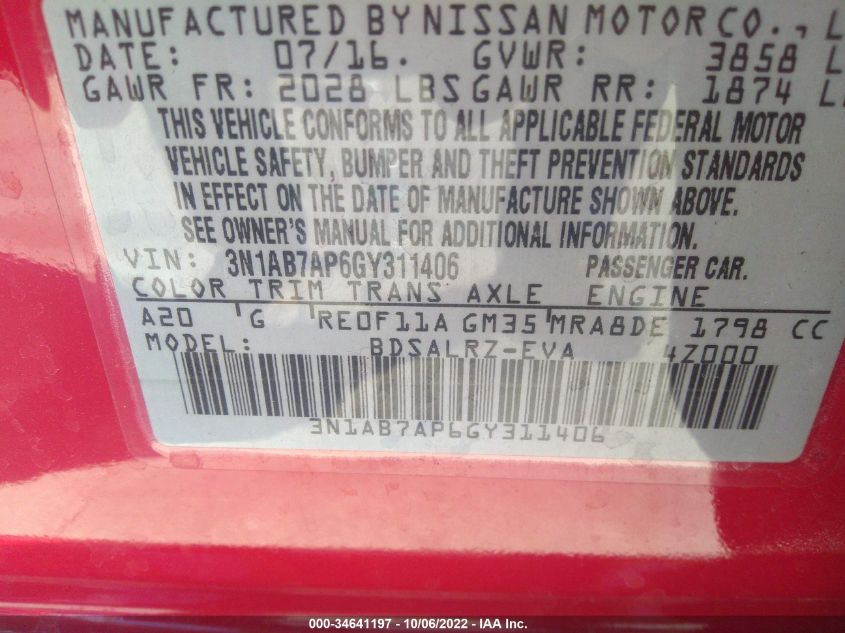 MANUFACTURED BY NISSAN MOTOR CO., L
DATE: 07/16. GVWR: 3858 L
GAWR FR: 2028 LBS GAWR RR: 1874 L
THIS VEHICLE CONFORMS TO ALL APPLICABLE FEDERAL MOTOR
VEHICLE SAFETY, BUMPER AND THEFT PREVENTION STANDARDS
IN EFFECT ON THE DATE OF MANUFACTURE SHOWN ABOVE.
SEE OWNER'S MANUAL FOR ADDITIONAL INFORMATION.
VIN: 3N1AB7AP6GY311406 PASSENGER CAR.
COLOR TRIM TRANS AXLE ENGINE
A20 G RE0F11A GM35 MRA8DE 1798 CC
MODEL: BDSALRZ-EVA 4Z000
3N1AB7AP6GY311406
000-34641197 - 10/06/2022 - IAA Inc.